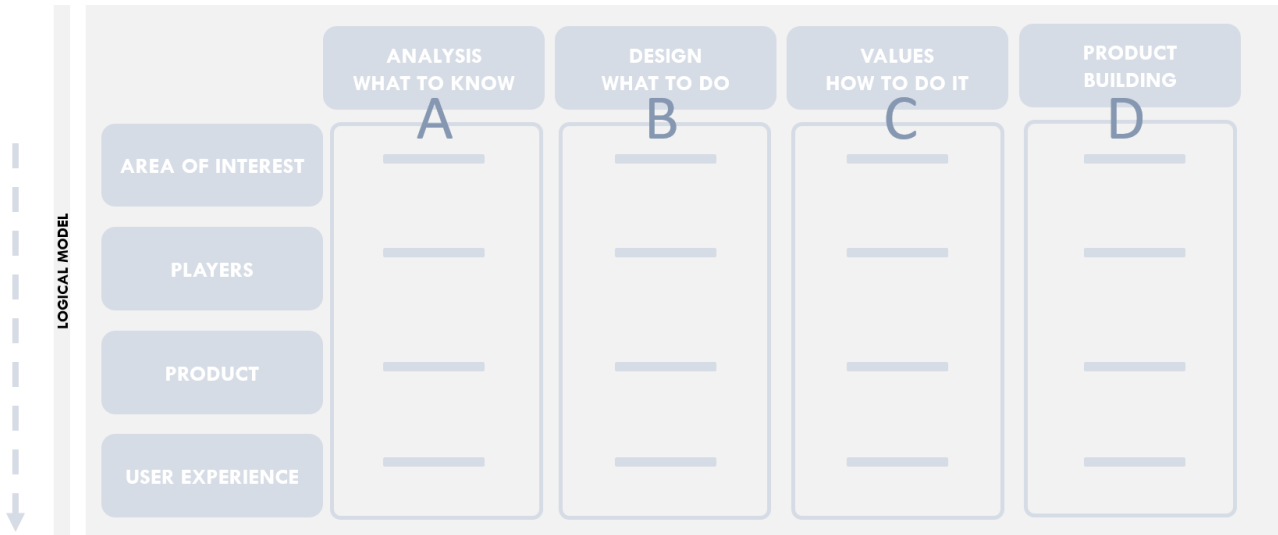 ANALYSIS
WHAT TO KNOW
DESIGN
WHAT TO DO
VALUES
HOW TO DO IT
PRODUCT
BUILDING
A
B
C
D
AREA OF INTEREST
PLAYERS
PRODUCT
USER EXPERIENCE
LOGICAL MODEL